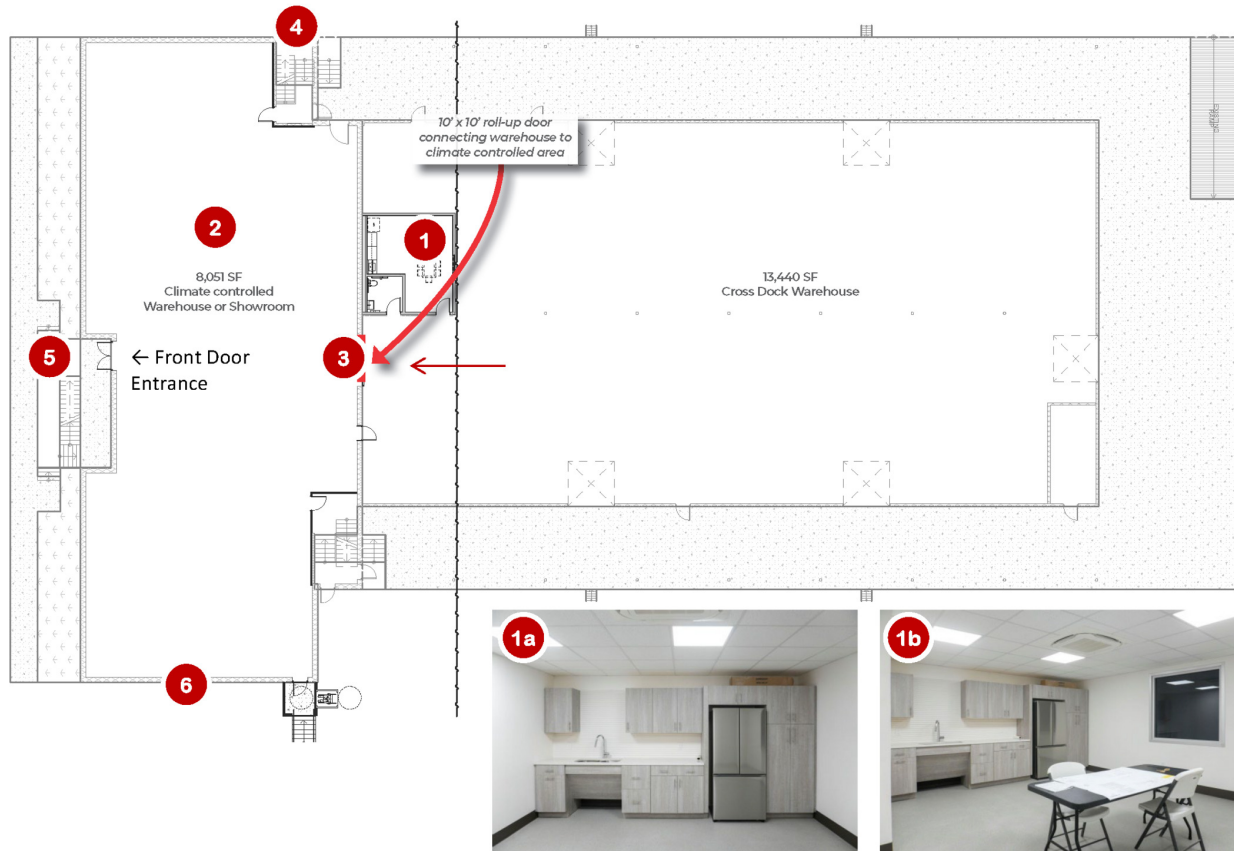 4
10' x 10' roll-up door
connecting warehouse to
climate controlled area
2
1
8,051 SF
Climate controlled
Warehouse or Showroom
13,440 SF
Cross Dock Warehouse
5
← Front Door
Entrance
3
6
1a
1b